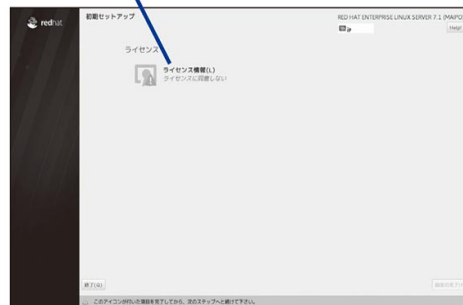 redhat
初期セットアップ
RED HAT ENTERPRISE LINUX SERVER 7.1 (MAIPO
jp
Help!
ライセンス
ライセンス情報(L)
ライセンスに同意しない
終了(Q)
このアイコンが付いた項目を完了してから、次のステップへと続けて下さい。